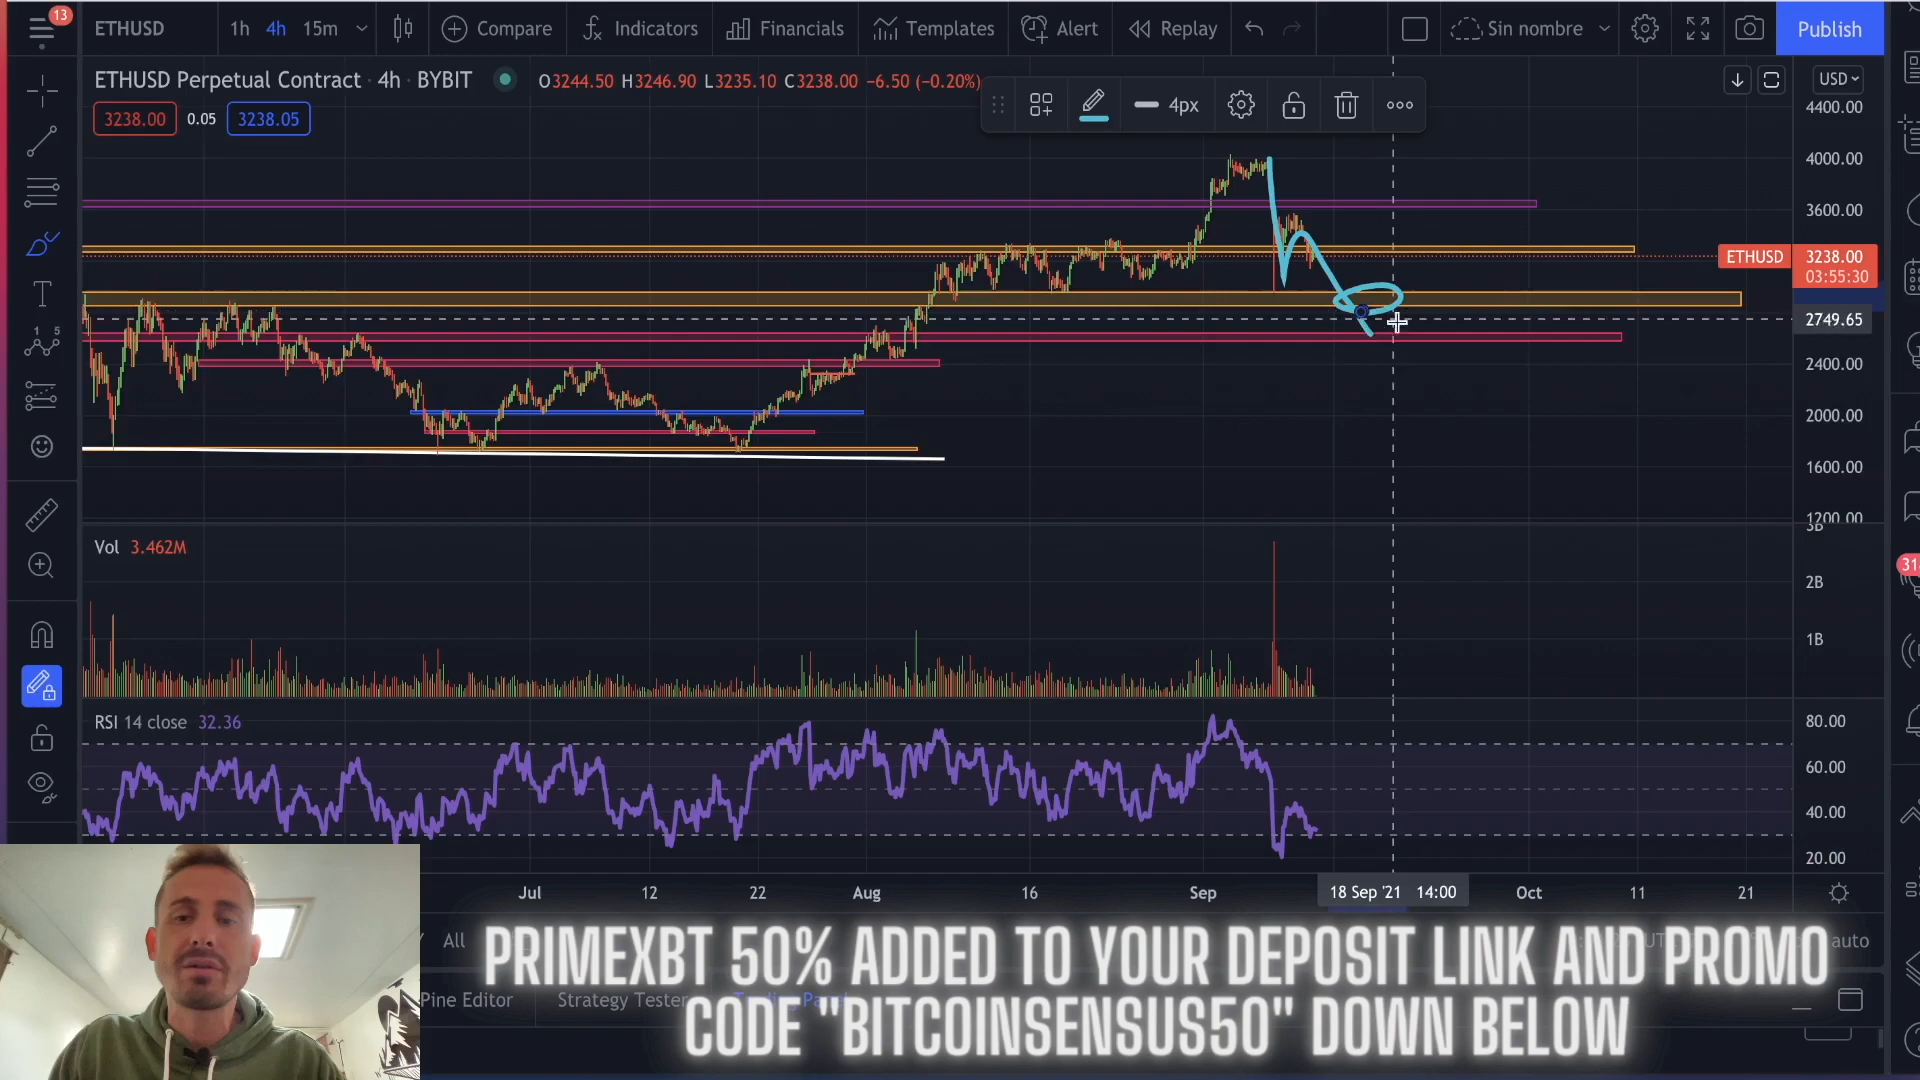 13
ETHUSD 1h 4h 15m Compare Indicators Financials Templates Alert Replay Sin nombre Publish
ETHUSD Perpetual Contract · 4h · BYBIT O3244.50 H3246.90 L3235.10 C3238.00 −6.50 (−0.20%)
USD
4px
3238.00 0.05 3238.05
4400.00
4000.00
3600.00
ETHUSD 3238.00
03:55:30
2749.65
2400.00
2000.00
1600.00
1200.00
Vol 3.462M
3B
2B
1B
31
RSI 14 close 32.36
80.00
60.00
40.00
20.00
Jul 12 22 Aug 16 Sep 18 Sep '21 14:00 Oct 11 21
All auto
Pine Editor Strategy Tester
PRIMEXBT 50% ADDED TO YOUR DEPOSIT LINK AND PROMO
CODE "BITCOINSENSUS50" DOWN BELOW